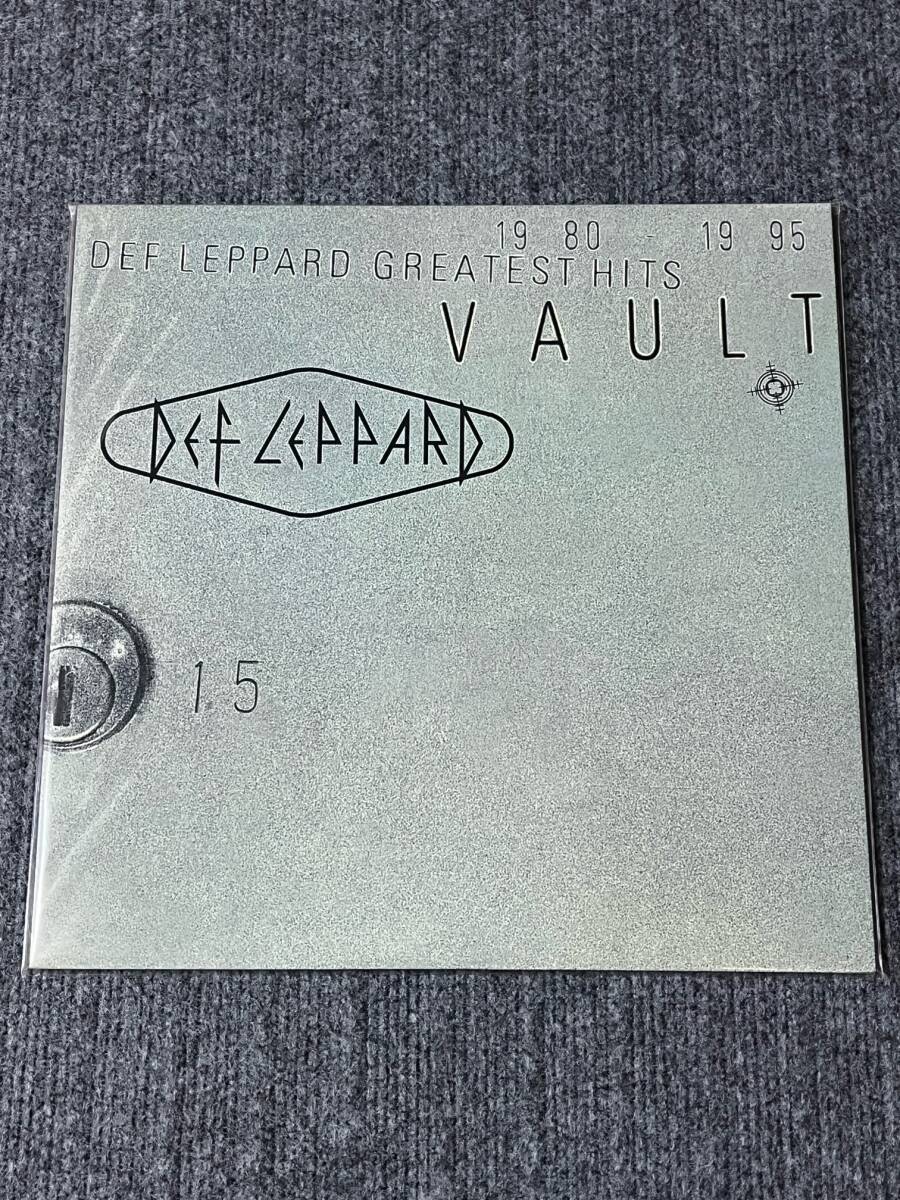 19 80 - 19 95
DEF LEPPARD GREATEST HITS
VAULT
DEF LEPPARD
15